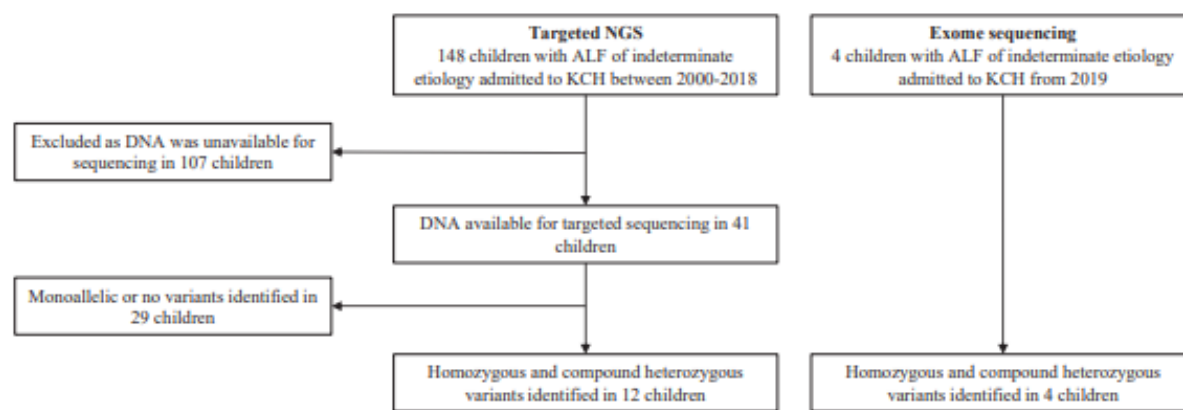 Targeted NGS
148 children with ALF of indeterminate
etiology admitted to KCH between 2000-2018
Exome sequencing
4 children with ALF of indeterminate etiology
admitted to KCH from 2019
Excluded as DNA was unavailable for
sequencing in 107 children
DNA available for targeted sequencing in 41
children
Monoallelic or no variants identified in
29 children
Homozygous and compound heterozygous
variants identified in 12 children
Homozygous and compound heterozygous
variants identified in 4 children